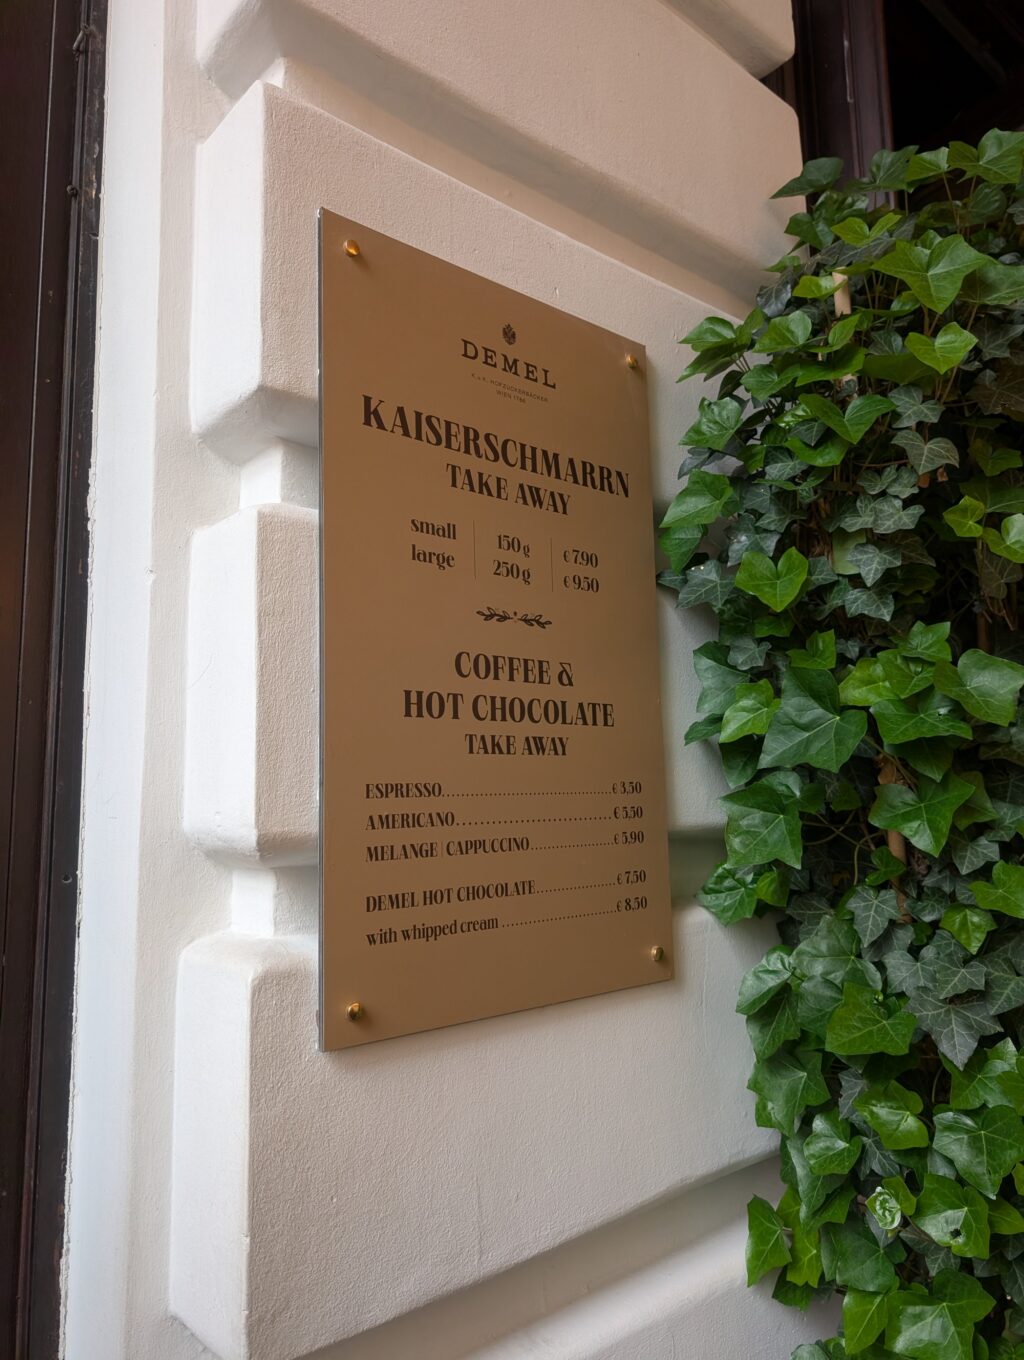 DEMEL
K. u. K. HOFZUCKERBÄCKER
WIEN 1786
KAISERSCHMARRN
TAKE AWAY
small 150 g € 7.90
large 250 g € 9.50
COFFEE &
HOT CHOCOLATE
TAKE AWAY
ESPRESSO........................................€ 3,50
AMERICANO........................................€ 5,50
MELANGE | CAPPUCCINO....................€ 5,90
DEMEL HOT CHOCOLATE....................€ 7,50
with whipped cream ..........................€ 8,50